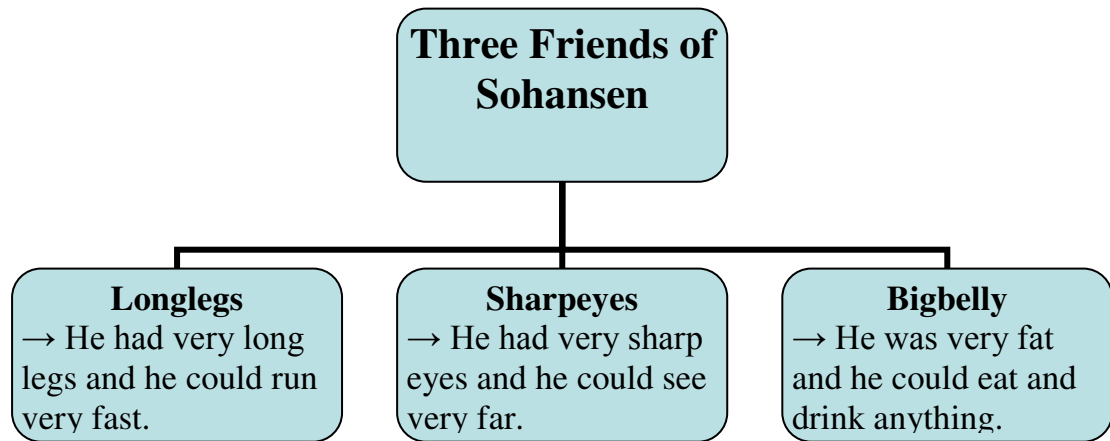 Three Friends of
Sohansen
Longlegs
→ He had very long
legs and he could run
very fast.
Sharpeyes
→ He had very sharp
eyes and he could see
very far.
Bigbelly
→ He was very fat
and he could eat and
drink anything.